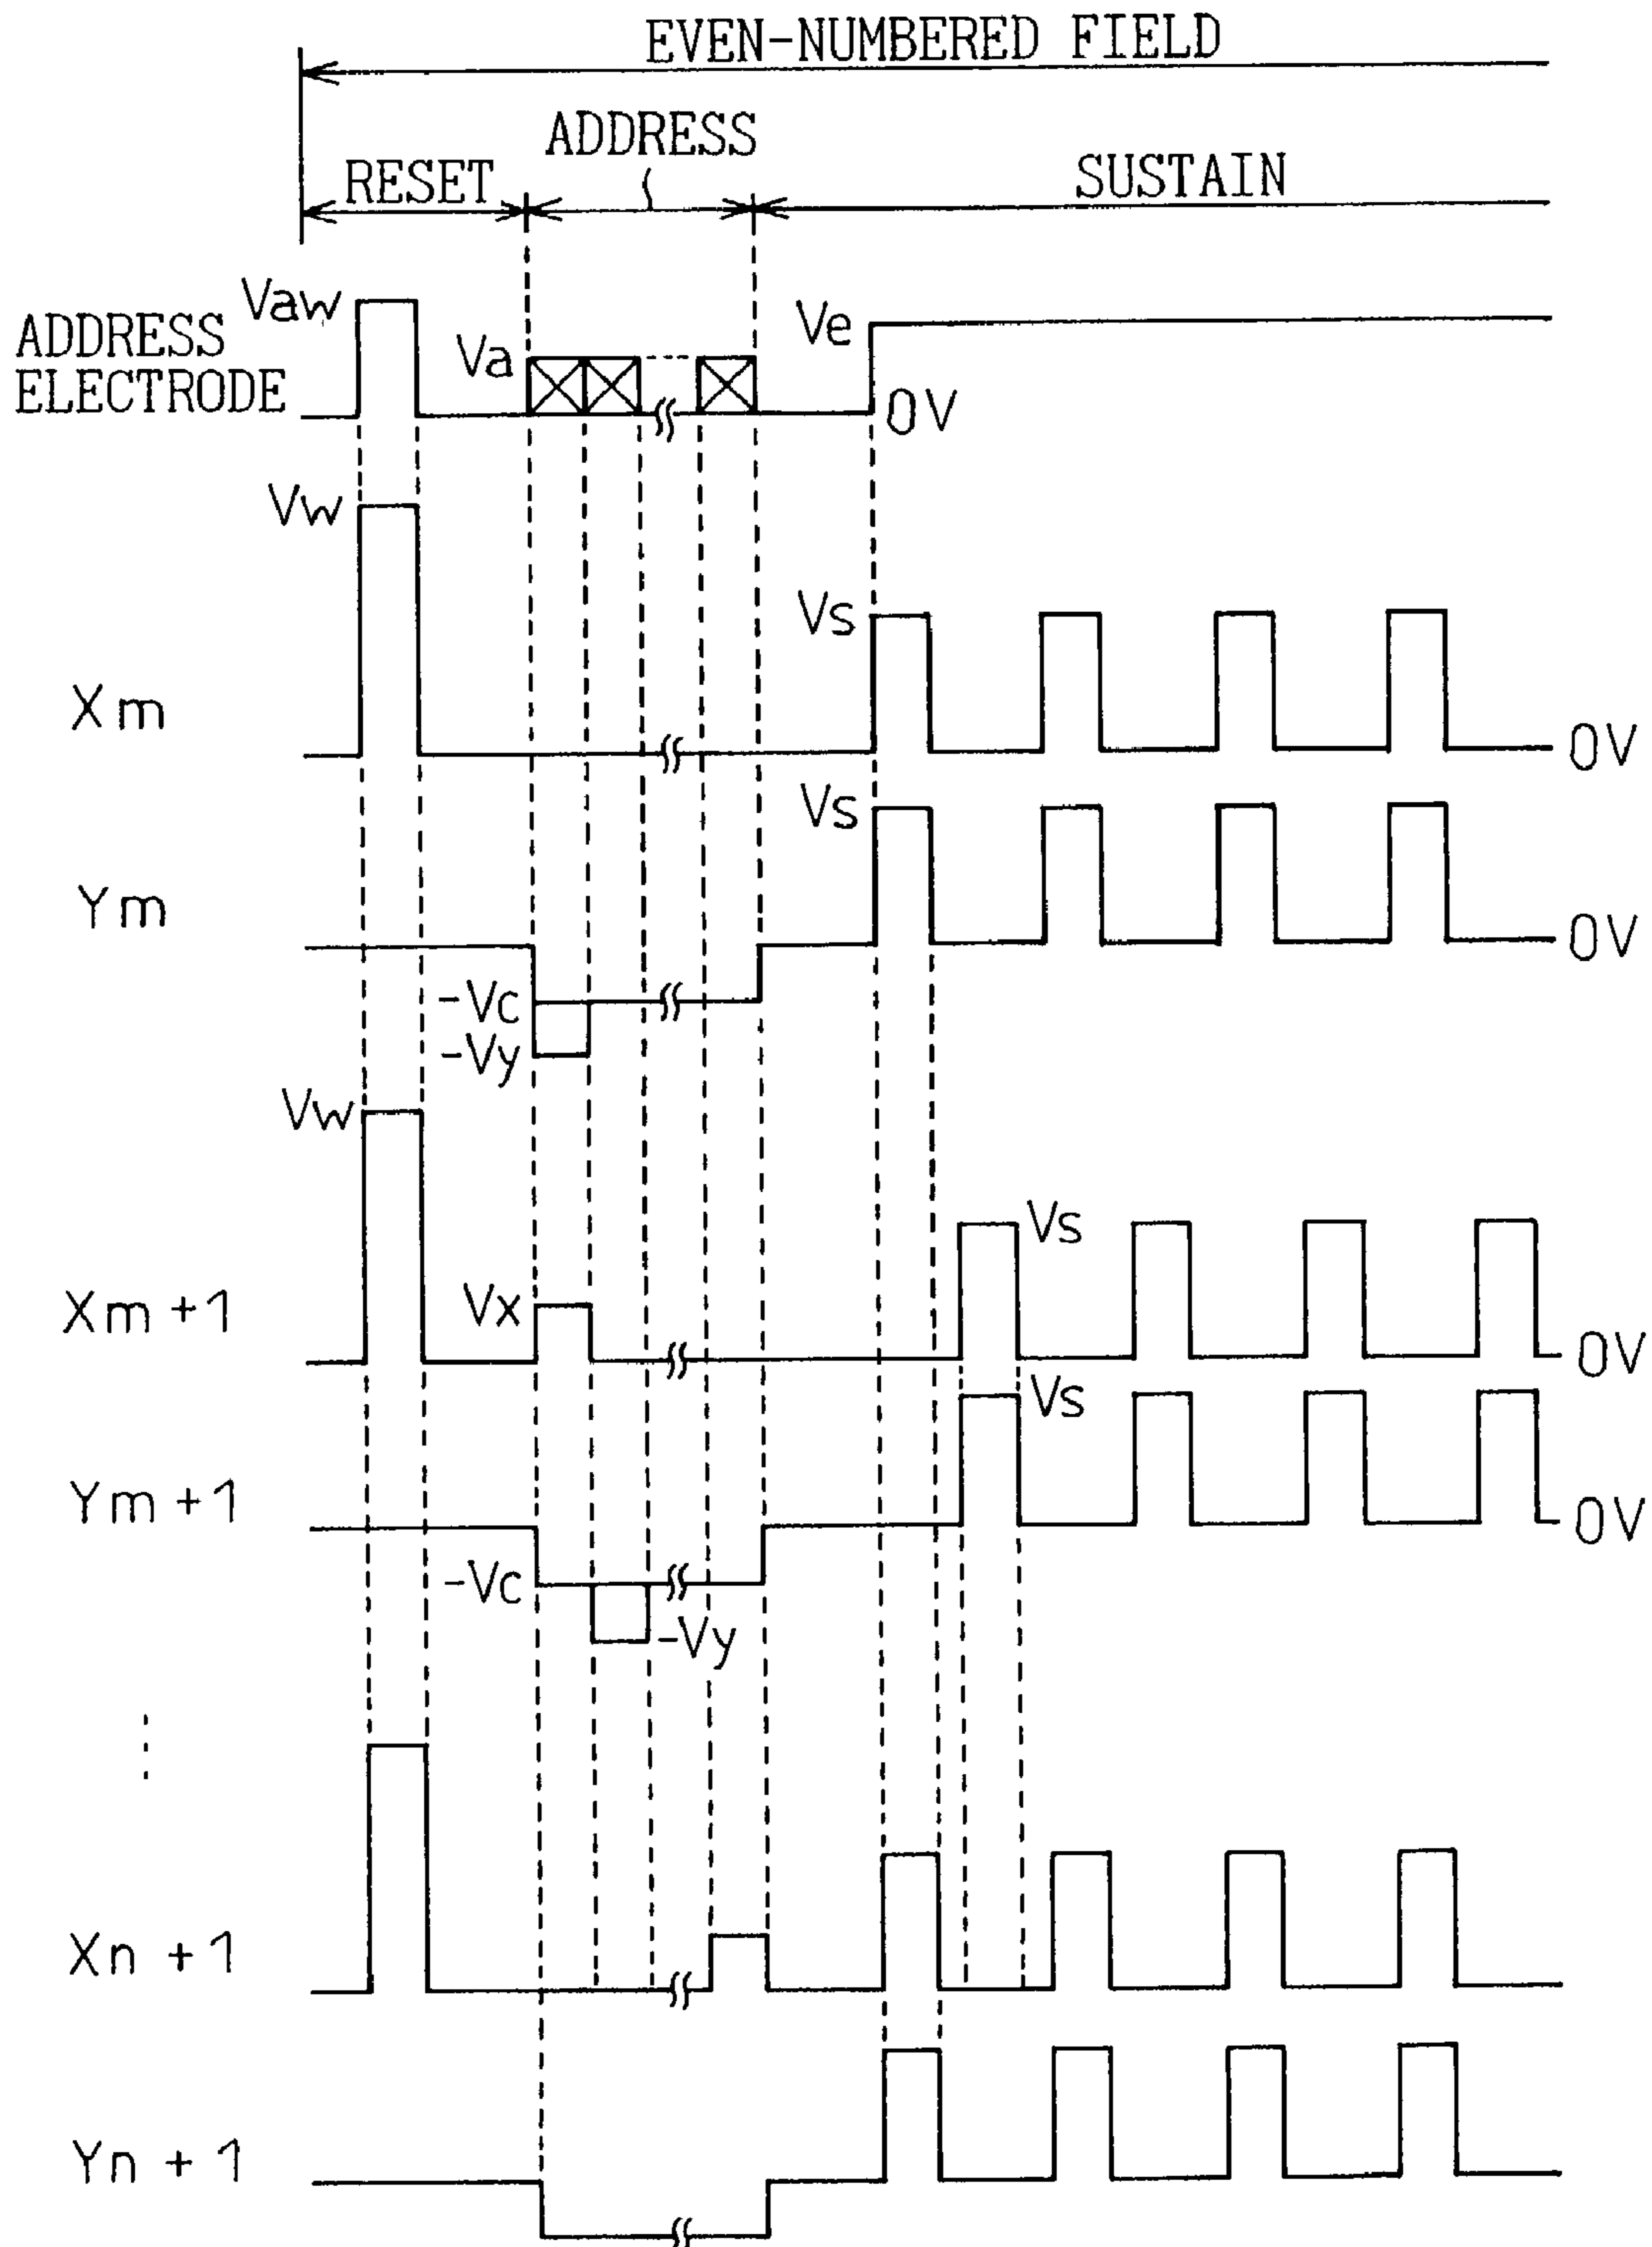 EVEN-NUMBERED FIELD
ADDRESS
RESET
SUSTAIN
Vaw
ADDRESS
ELECTRODE
Va
Ve
0V
Vw
Vs
Xm
0V
Vs
Ym
0V
-Vc
-Vy
Vw
Vs
Xm+1
Vx
0V
Vs
Ym+1
0V
-Vc
-Vy
Xn+1
Yn+1